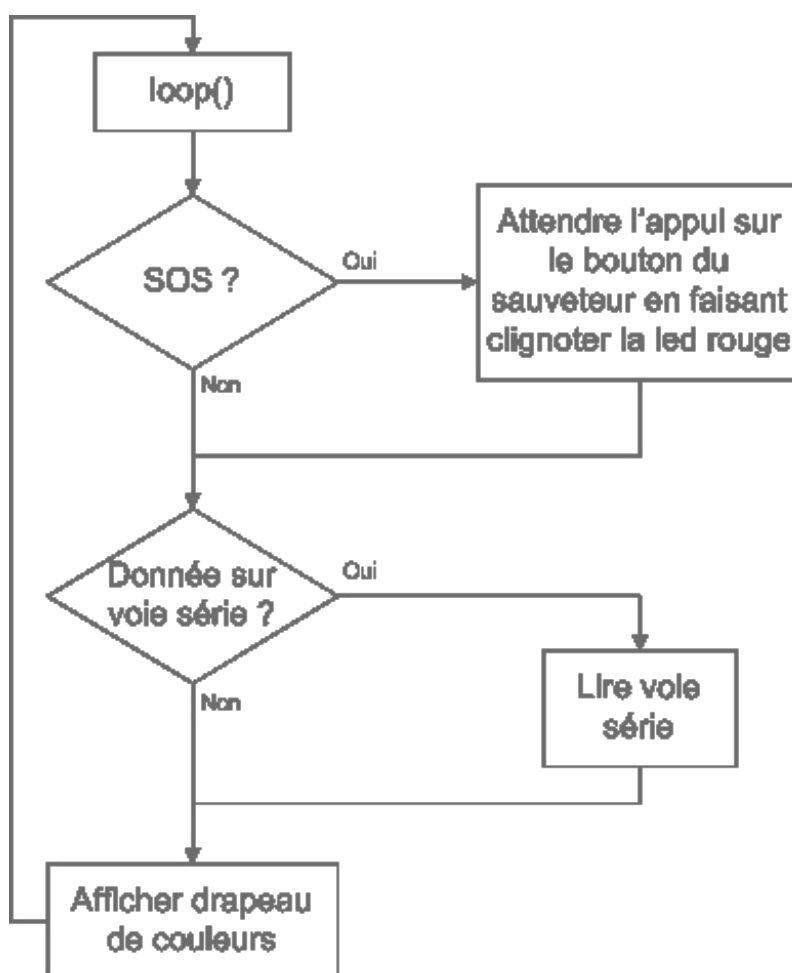 loop()
SOS ?
Oui
Attendre l'appui sur
le bouton du
sauveteur en faisant
clignoter la led rouge
Non
Donnée sur
voie série ?
Oui
Lire voie
série
Non
Afficher drapeau
de couleurs